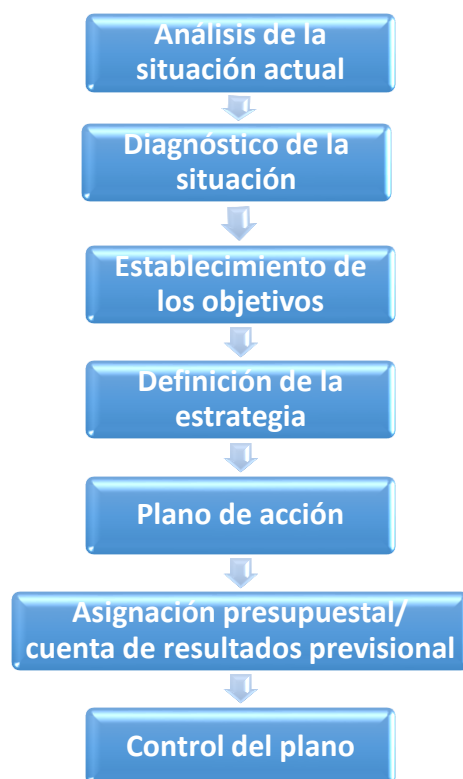 Análisis de la
situación actual
Diagnóstico de la
situación
Establecimiento de
los objetivos
Definición de la
estrategia
Plano de acción
Asignación presupuestal/
cuenta de resultados previsional
Control del plano